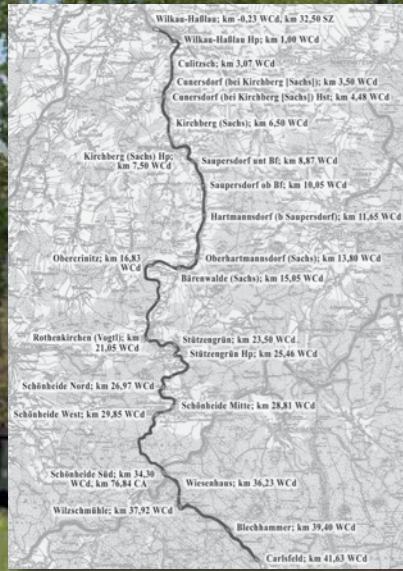 Wilkau-Haßlau; km -0,23 WCd, km 32,50 SZ
Wilkau-Haßlau Hp; km 1,00 WCd
Culitzsch; km 3,07 WCd
Cunersdorf (bei Kirchberg [Sachs]); km 3,50 WCd
Cunersdorf (bei Kirchberg [Sachs]) Hst; km 4,48 WCd
Kirchberg (Sachs); km 6,50 WCd
Kirchberg (Sachs) Hp;
km 7,50 WCd
Saupersdorf unt Bf; km 8,87 WCd
Saupersdorf ob Bf; km 10,05 WCd
Hartmannsdorf (b Saupersdorf); km 11,65 WCd
Obercrinitz; km 16,83
WCd
Oberhartmannsdorf (Sachs); km 13,80 WCd
Bärenwalde (Sachs); km 15,05 WCd
Rothenkirchen (Vogtl); km
21,05 WCd
Stützengrün; km 23,50 WCd
Stützengrün Hp; km 25,46 WCd
Schönheide Nord; km 26,97 WCd
Schönheide Mitte; km 28,81 WCd
Schönheide West; km 29,85 WCd
Schönheide Süd; km 34,30
WCd, km 76,84 CA
Wiesenhaus; km 36,23 WCd
Wilzschmühle; km 37,92 WCd
Blechhammer; km 39,40 WCd
Carlsfeld; km 41,63 WCd